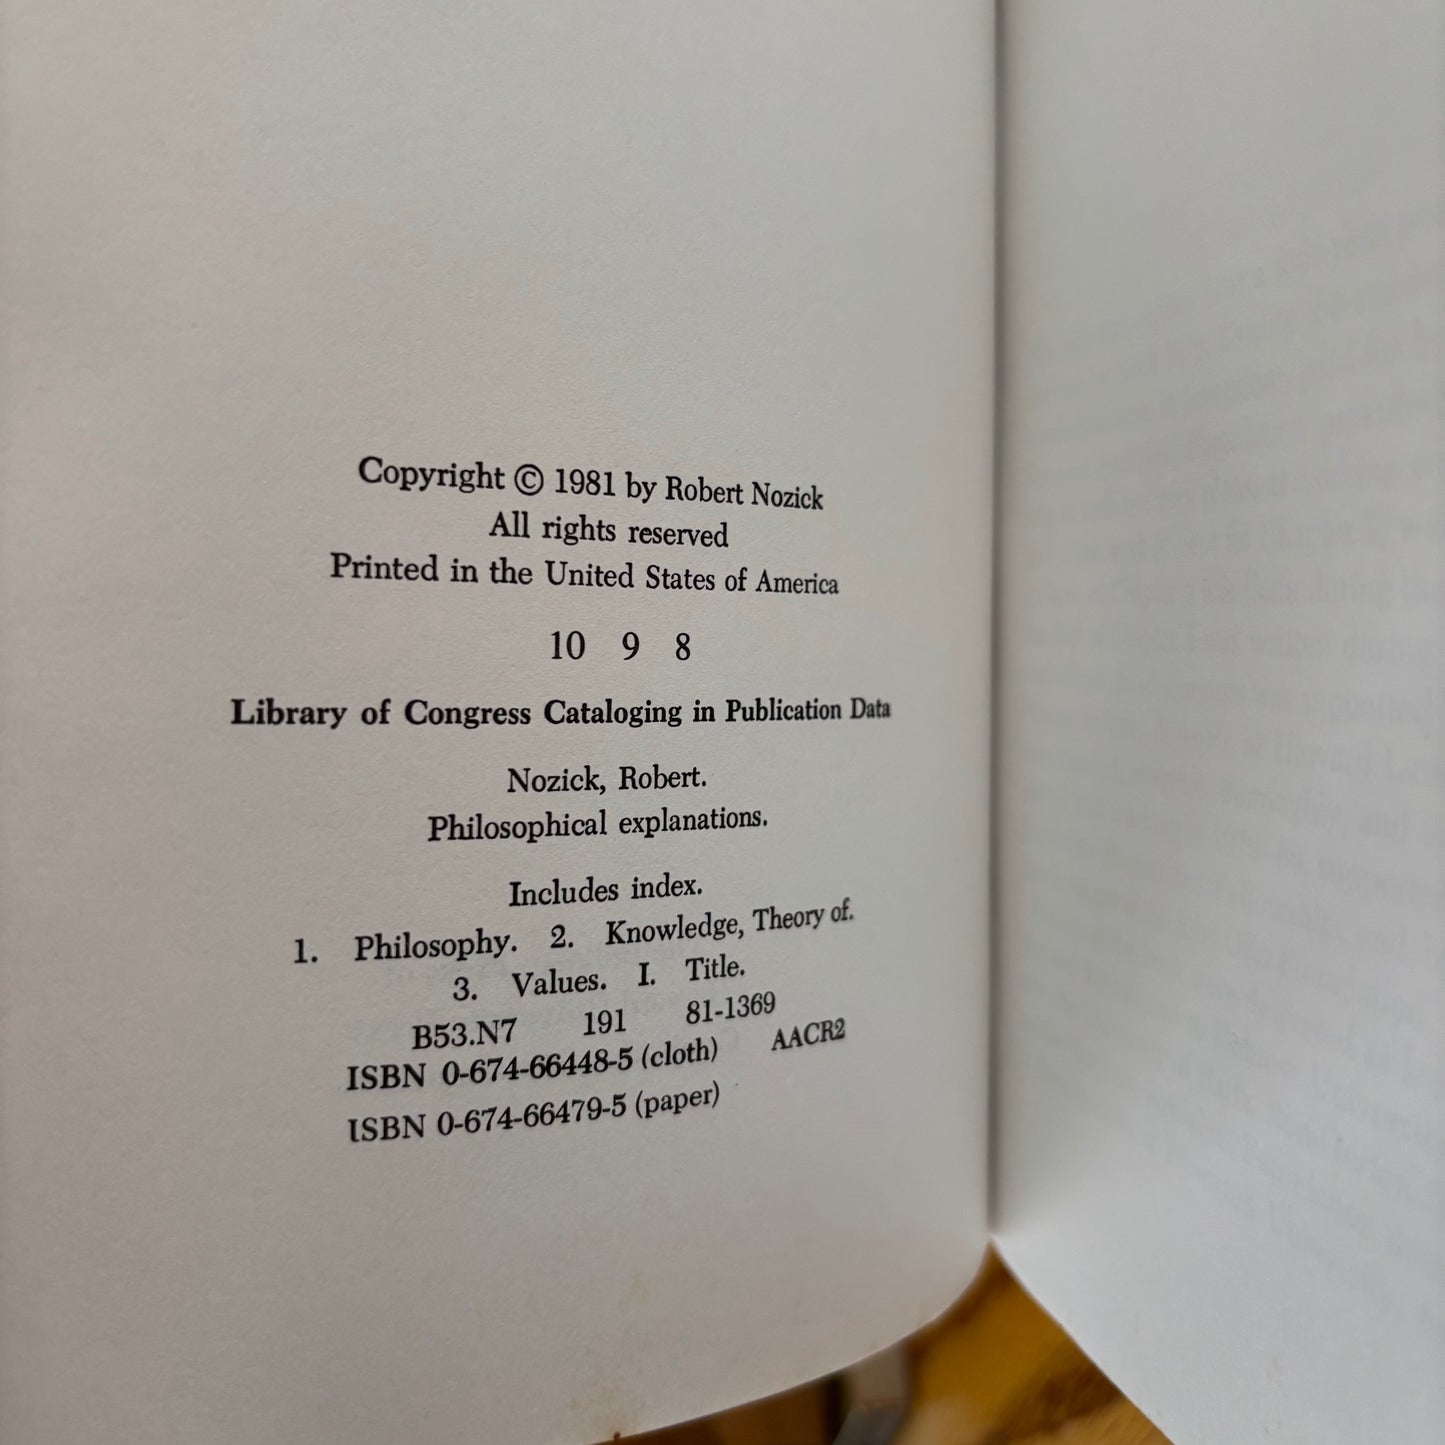 Copyright © 1981 by Robert Nozick
All rights reserved
Printed in the United States of America
10 9 8
Library of Congress Cataloging in Publication Data
Nozick, Robert.
Philosophical explanations.
Includes index.
1. Philosophy. 2. Knowledge, Theory of.
3. Values. I. Title.
B53.N7 191 81-1369
ISBN 0-674-66448-5 (cloth) AACR2
ISBN 0-674-66479-5 (paper)